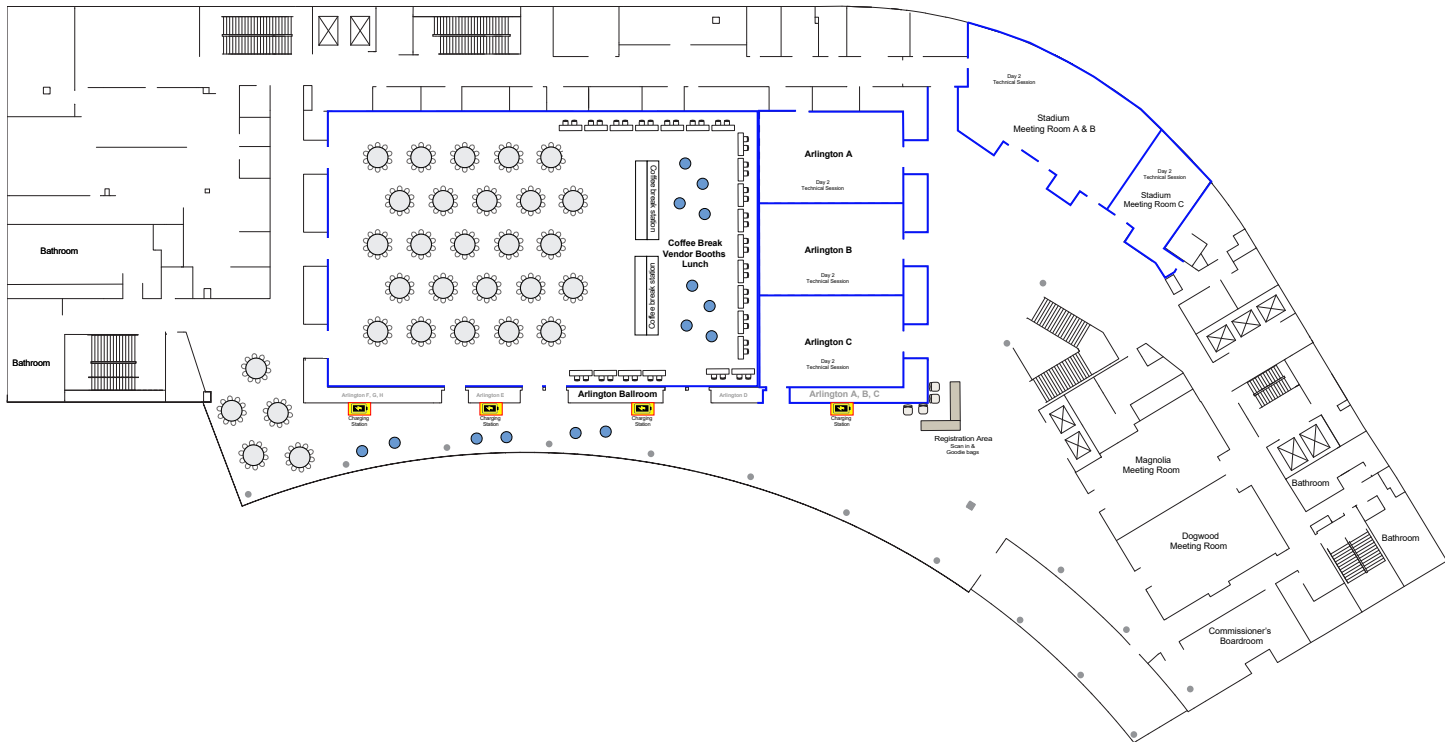 Day 2
Technical Session
Stadium
Meeting Room A & B
Arlington A
Day 2
Technical Session
Day 2
Technical Session
Stadium
Meeting Room C
Coffee break station
Bathroom
Coffee Break
Vendor Booths
Lunch
Arlington B
Day 2
Technical Session
Coffee break station
Arlington C
Day 2
Technical Session
Bathroom
Arlington F, G, H
Arlington E
Arlington Ballroom
Arlington D
Arlington A, B, C
Charging
Station
Charging
Station
Charging
Station
Charging
Station
Registration Area
Scan in &
Goodie bags
Magnolia
Meeting Room
Bathroom
Dogwood
Meeting Room
Bathroom
Commissioner's
Boardroom